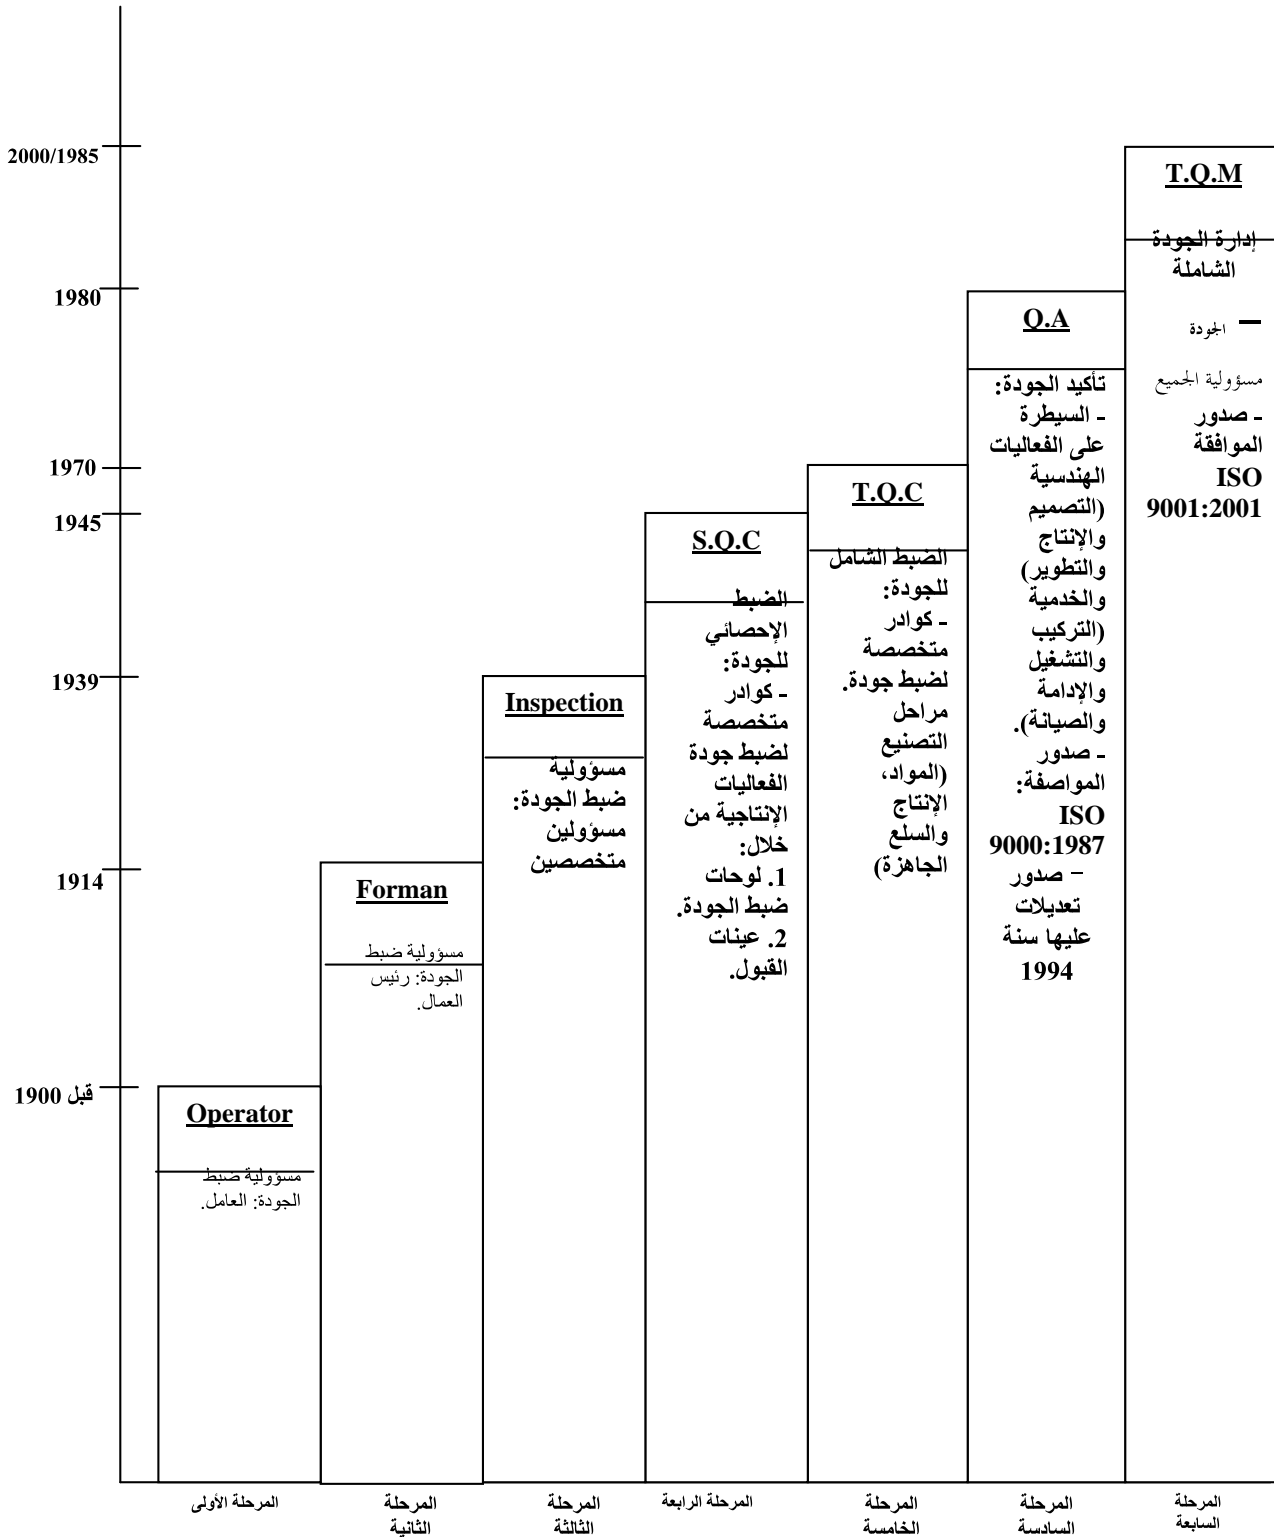 2000/1985
1980
1970
1945
1939
1914
قبل 1900
Operator
مسؤولية ضبط
الجودة: العامل.
Forman
مسؤولية ضبط
الجودة: رئيس
العمال.
Inspection
مسؤولية
ضبط الجودة:
مسؤولين
متخصصين
S.Q.C
الضبط
الإحصائي
للجودة:
- كوادر
متخصصة
لضبط جودة
الفعاليات
الإنتاجية من
خلال:
1. لوحات
ضبط الجودة.
2. عينات
القبول.
T.Q.C
الضبط الشامل
للجودة:
- كوادر
متخصصة
لضبط جودة.
مراحل
التصنيع
(المواد،
الإنتاج
والسلع
الجاهزة)
Q.A
تأكيد الجودة:
- السيطرة
على الفعاليات
الهندسية
(التصميم
والإنتاج
والتطوير)
والخدمية
(التركيب
والتشغيل
والإدامة
والصيانة).
- صدور
المواصفة:
ISO
9000:1987
- صدور
تعديلات
عليها سنة
1994
T.Q.M
إدارة الجودة
الشاملة
— الجودة
مسؤولية الجميع
- صدور
الموافقة
ISO
9001:2001
المرحلة الأولى
المرحلة
الثانية
المرحلة
الثالثة
المرحلة الرابعة
المرحلة
الخامسة
المرحلة
السادسة
المرحلة
السابعة